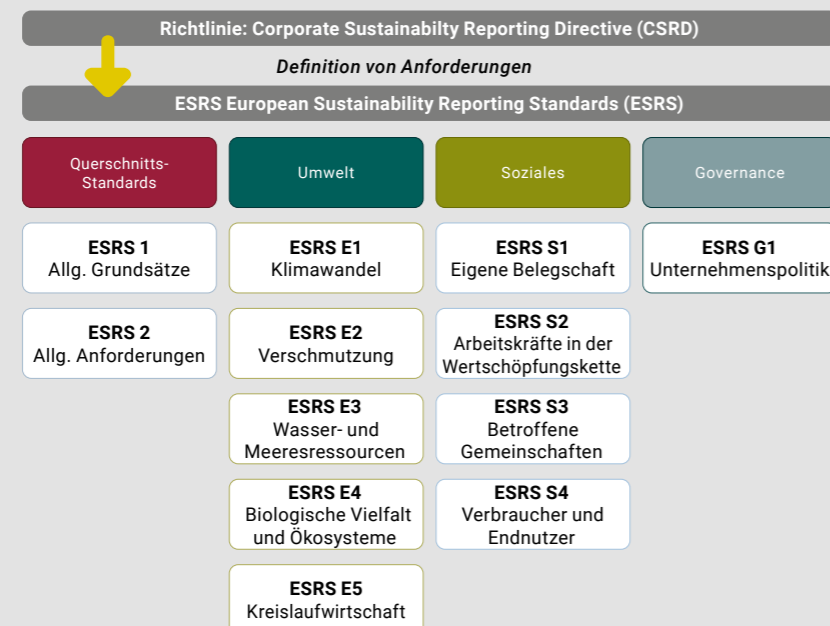 Richtlinie: Corporate Sustainabilty Reporting Directive (CSRD)
Definition von Anforderungen
ESRS European Sustainability Reporting Standards (ESRS)
Querschnitts-
Standards
ESRS 1
Allg. Grundsätze
ESRS 2
Allg. Anforderungen
Umwelt
ESRS E1
Klimawandel
ESRS E2
Verschmutzung
ESRS E3
Wasser- und
Meeresressourcen
ESRS E4
Biologische Vielfalt
und Ökosysteme
ESRS E5
Kreislaufwirtschaft
Soziales
ESRS S1
Eigene Belegschaft
ESRS S2
Arbeitskräfte in der
Wertschöpfungskette
ESRS S3
Betroffene
Gemeinschaften
ESRS S4
Verbraucher und
Endnutzer
Governance
ESRS G1
Unternehmenspolitik